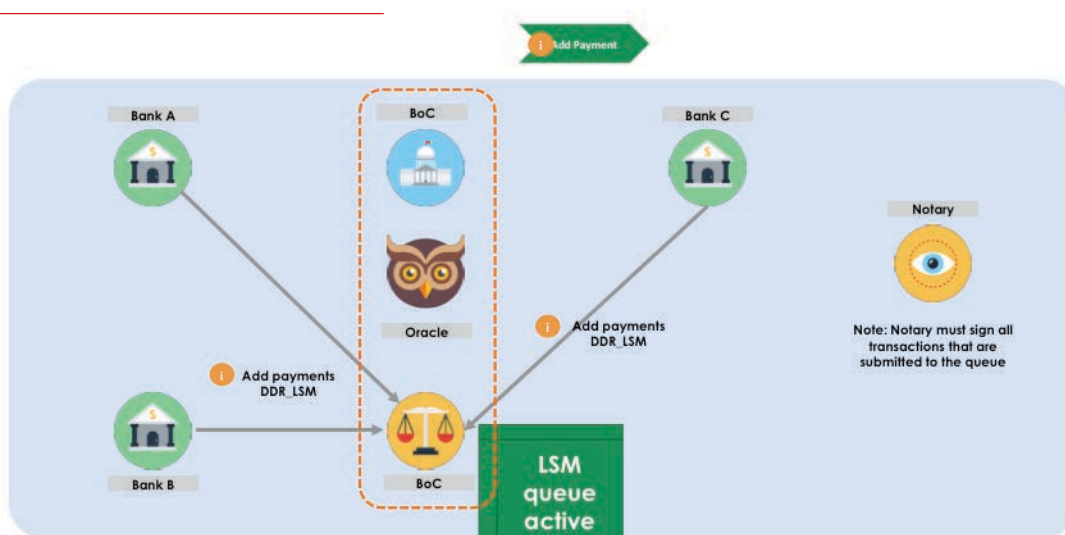 i Add Payment
Bank A
BoC
Bank C
Notary
Oracle
i Add payments
DDR_LSM
Note: Notary must sign all
transactions that are
submitted to the queue
i Add payments
DDR_LSM
Bank B
BoC
LSM
queue
active